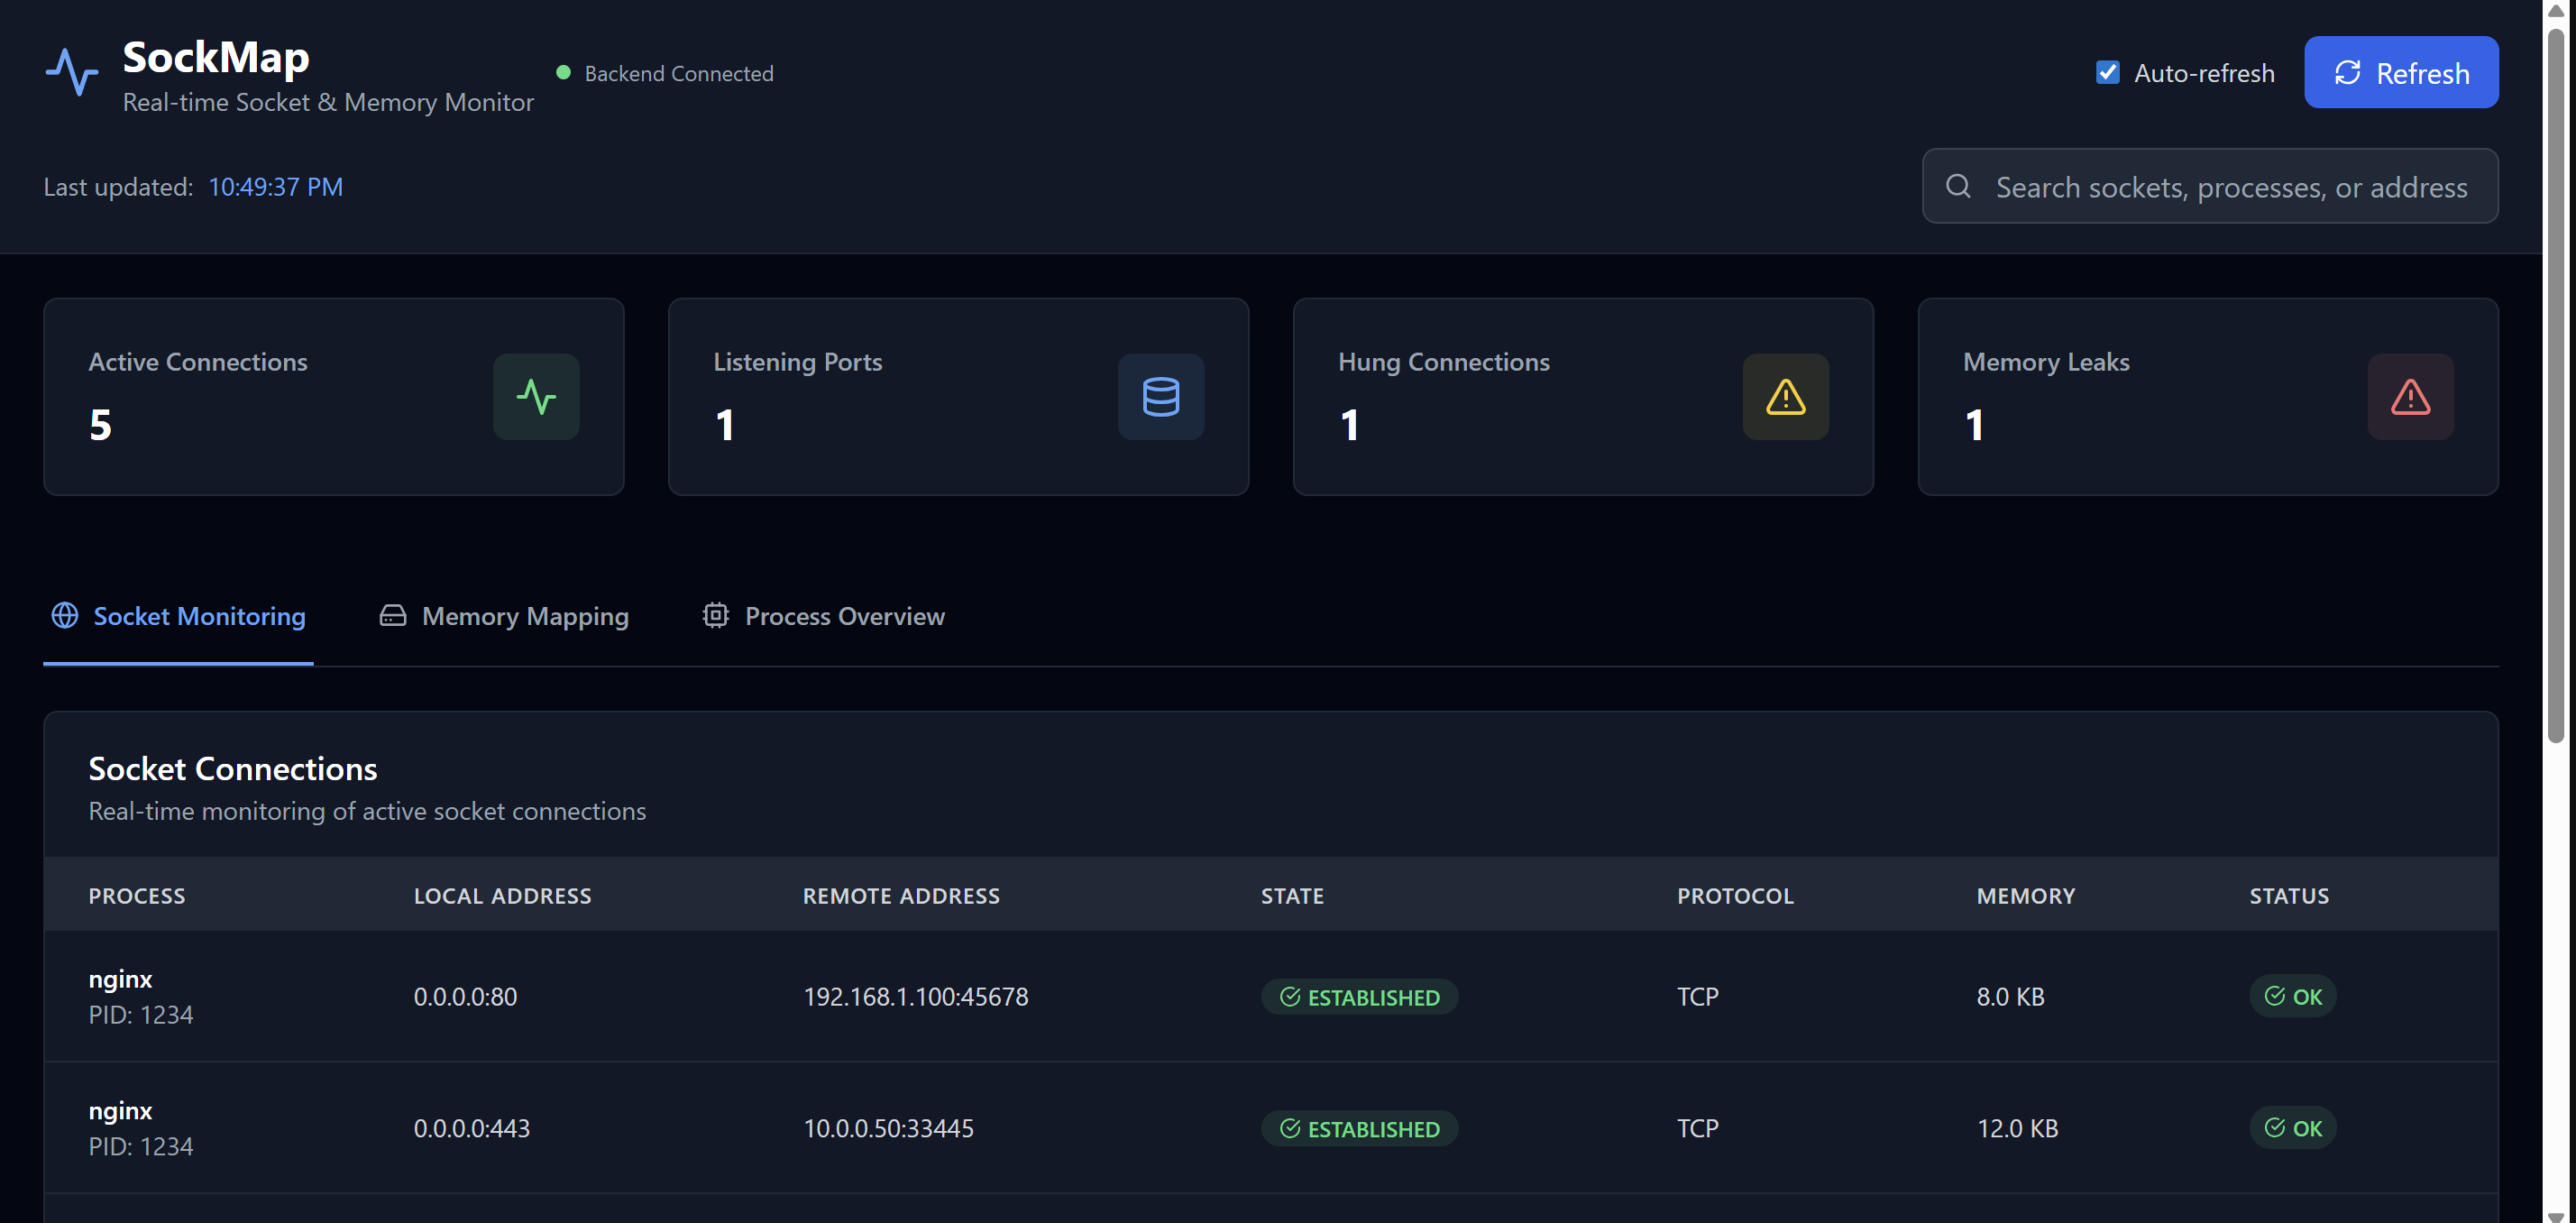 SockMap
Real-time Socket & Memory Monitor
Backend Connected
Auto-refresh
Refresh
Last updated: 10:49:37 PM
Search sockets, processes, or address
Active Connections
5
Listening Ports
1
Hung Connections
1
Memory Leaks
1
Socket Monitoring
Memory Mapping
Process Overview
Socket Connections
Real-time monitoring of active socket connections
PROCESS LOCAL ADDRESS REMOTE ADDRESS STATE PROTOCOL MEMORY STATUS
nginx
PID: 1234
0.0.0.0:80 192.168.1.100:45678 ESTABLISHED TCP 8.0 KB OK
nginx
PID: 1234
0.0.0.0:443 10.0.0.50:33445 ESTABLISHED TCP 12.0 KB OK